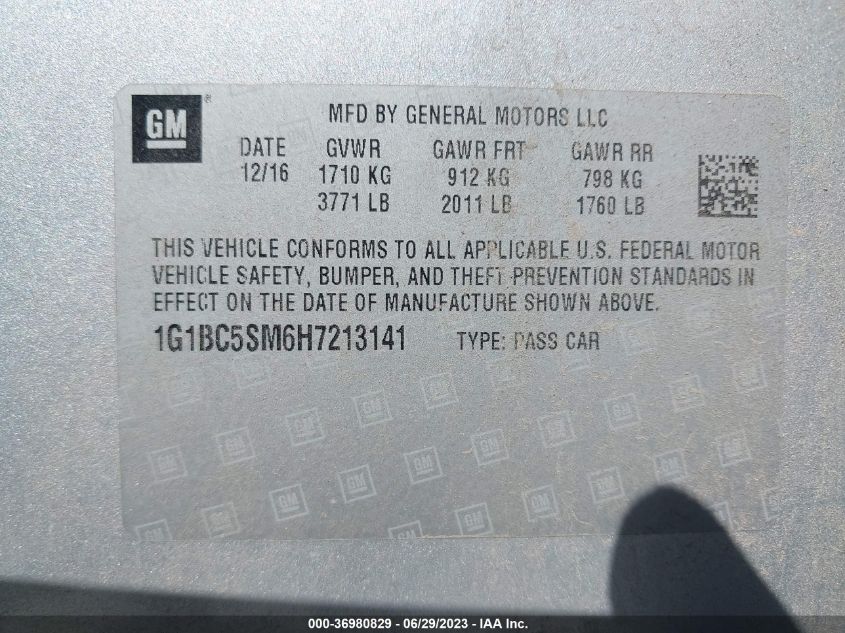 GM
MFD BY GENERAL MOTORS LLC
DATE GVWR GAWR FRT GAWR RR
12/16 1710 KG 912 KG 798 KG
3771 LB 2011 LB 1760 LB
THIS VEHICLE CONFORMS TO ALL APPLICABLE U.S. FEDERAL MOTOR
VEHICLE SAFETY, BUMPER, AND THEFT PREVENTION STANDARDS IN
EFFECT ON THE DATE OF MANUFACTURE SHOWN ABOVE.
1G1BC5SM6H7213141 TYPE: PASS CAR
000-36980829 / 06/29/2023 - IAA Inc.